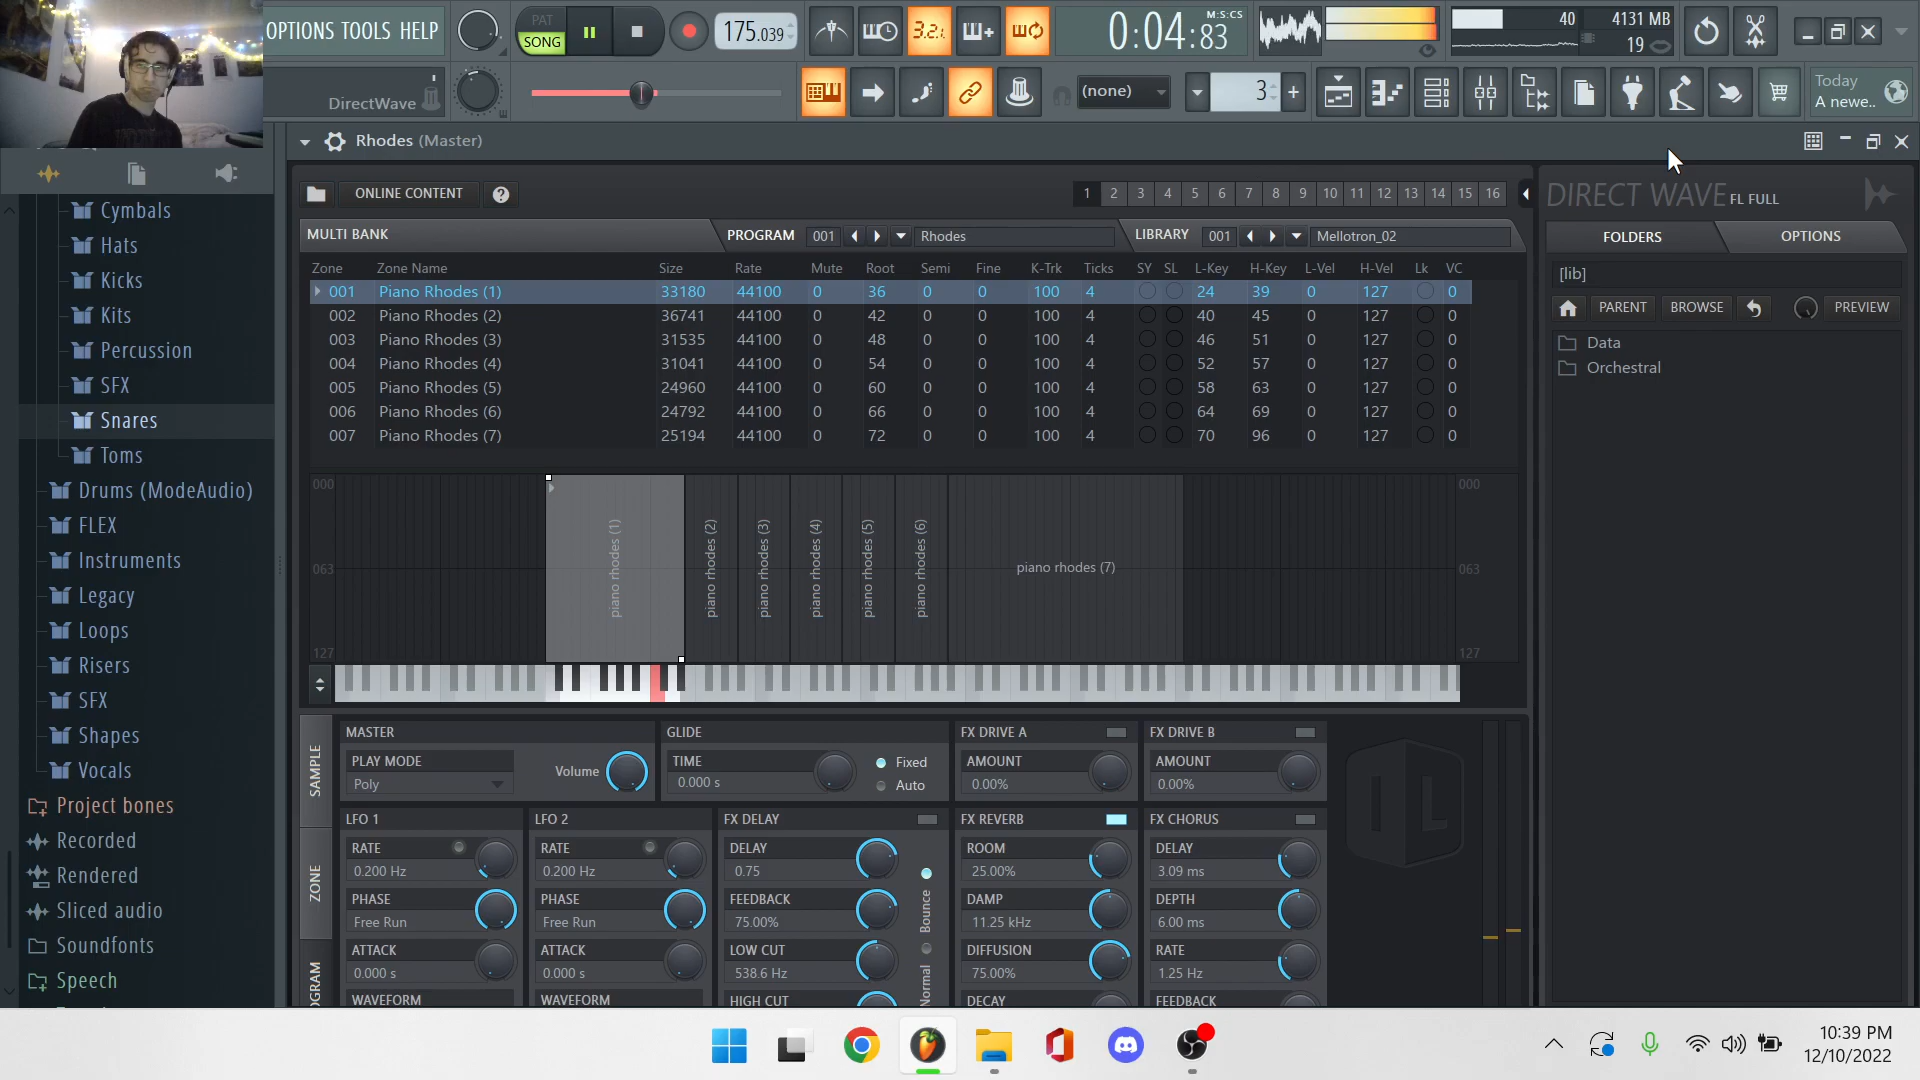 OPTIONS TOOLS HELP
PAT
SONG
175.039
3.2.1
M:S:CS
0:04:83
40
4131 MB
19
DirectWave
(none)
3
Today
A newe..
Rhodes (Master)
ONLINE CONTENT
1 2 3 4 5 6 7 8 9 10 11 12 13 14 15 16
DIRECT WAVE FL FULL
MULTI BANK
PROGRAM 001 Rhodes
LIBRARY 001 Mellotron_02
FOLDERS
OPTIONS
Zone Zone Name Size Rate Mute Root Semi Fine K-Trk Ticks SY SL L-Key H-Key L-Vel H-Vel Lk VC
001 Piano Rhodes (1) 33180 44100 0 36 0 0 100 4 24 39 0 127 0
002 Piano Rhodes (2) 36741 44100 0 42 0 0 100 4 40 45 0 127 0
003 Piano Rhodes (3) 31535 44100 0 48 0 0 100 4 46 51 0 127 0
004 Piano Rhodes (4) 31041 44100 0 54 0 0 100 4 52 57 0 127 0
005 Piano Rhodes (5) 24960 44100 0 60 0 0 100 4 58 63 0 127 0
006 Piano Rhodes (6) 24792 44100 0 66 0 0 100 4 64 69 0 127 0
007 Piano Rhodes (7) 25194 44100 0 72 0 0 100 4 70 96 0 127 0
[lib]
PARENT
BROWSE
PREVIEW
Data
Orchestral
Cymbals
Hats
Kicks
Kits
Percussion
SFX
Snares
Toms
Drums (ModeAudio)
FLEX
Instruments
Legacy
Loops
Risers
SFX
Shapes
Vocals
Project bones
Recorded
Rendered
Sliced audio
Soundfonts
Speech
000
063
127
piano rhodes (1)
piano rhodes (2)
piano rhodes (3)
piano rhodes (4)
piano rhodes (5)
piano rhodes (6)
piano rhodes (7)
000
063
127
SAMPLE
ZONE
OGRAM
MASTER
PLAY MODE
Poly
Volume
GLIDE
TIME
0.000 s
Fixed
Auto
FX DRIVE A
AMOUNT
0.00%
FX DRIVE B
AMOUNT
0.00%
LFO 1
RATE
0.200 Hz
PHASE
Free Run
ATTACK
0.000 s
WAVEFORM
LFO 2
RATE
0.200 Hz
PHASE
Free Run
ATTACK
0.000 s
WAVEFORM
FX DELAY
DELAY
0.75
FEEDBACK
75.00%
LOW CUT
538.6 Hz
HIGH CUT
Bounce
Normal
FX REVERB
ROOM
25.00%
DAMP
11.25 kHz
DIFFUSION
75.00%
DECAY
FX CHORUS
DELAY
3.09 ms
DEPTH
6.00 ms
RATE
1.25 Hz
FEEDBACK
10:39 PM
12/10/2022